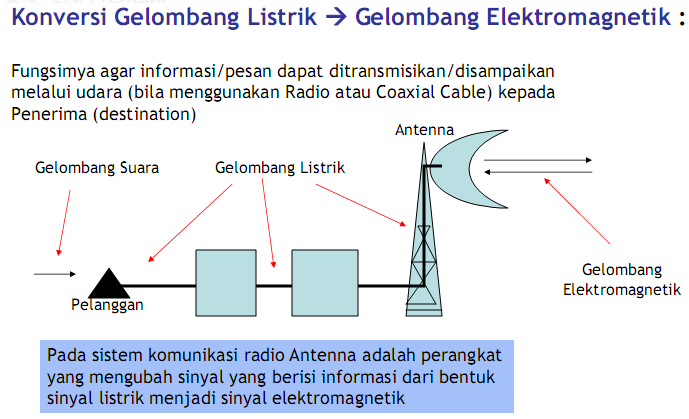 Konversi Gelombang Listrik → Gelombang Elektromagnetik :
Fungsimya agar informasi/pesan dapat ditransmisikan/disampaikan
melalui udara (bila menggunakan Radio atau Coaxial Cable) kepada
Penerima (destination)
Antenna
Gelombang Suara
Gelombang Listrik
Gelombang
Elektromagnetik
Pelanggan
Pada sistem komunikasi radio Antenna adalah perangkat
yang mengubah sinyal yang berisi informasi dari bentuk
sinyal listrik menjadi sinyal elektromagnetik